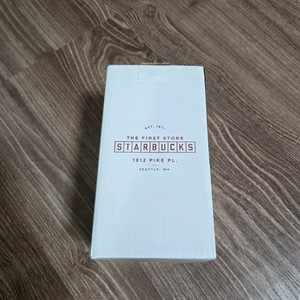 EST. 1971
THE FIRST STORE
STARBUCKS
1912 PIKE PL.
SEATTLE, WA